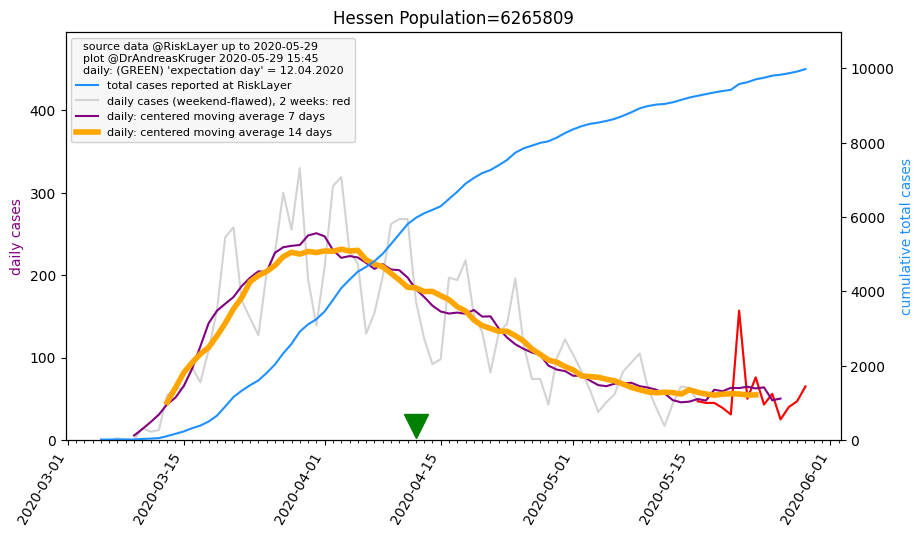 Hessen Population=6265809
source data @RiskLayer up to 2020-05-29
plot @DrAndreasKruger 2020-05-29 15:45
daily: (GREEN) 'expectation day' = 12.04.2020
total cases reported at RiskLayer
daily cases (weekend-flawed), 2 weeks: red
daily: centered moving average 7 days
daily: centered moving average 14 days
daily cases
400
300
200
100
0
cumulative total cases
10000
8000
6000
4000
2000
0
2020-03-01
2020-03-15
2020-04-01
2020-04-15
2020-05-01
2020-05-15
2020-06-01